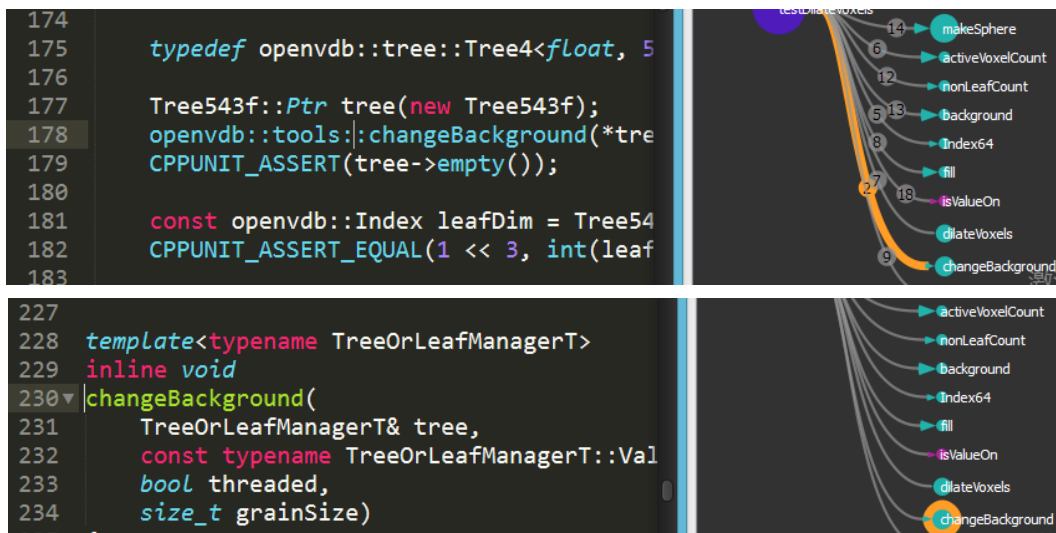 174
175 typedef openvdb::tree::Tree4<float, 5
176
177 Tree543f::Ptr tree(new Tree543f);
178 openvdb::tools::changeBackground(*tre
179 CPPUNIT_ASSERT(tree->empty());
180
181 const openvdb::Index leafDim = Tree54
182 CPPUNIT_ASSERT_EQUAL(1 << 3, int(leaf
183
testDilateVoxels
14 makeSphere
6 activeVoxelCount
12 nonLeafCount
5 13 background
8 Index64
7 fill
2 18 isValueOn
dilateVoxels
9 changeBackground
227
228 template<typename TreeOrLeafManagerT>
229 inline void
230 changeBackground(
231 TreeOrLeafManagerT& tree,
232 const typename TreeOrLeafManagerT::Val
233 bool threaded,
234 size_t grainSize)
activeVoxelCount
nonLeafCount
background
Index64
fill
isValueOn
dilateVoxels
changeBackground